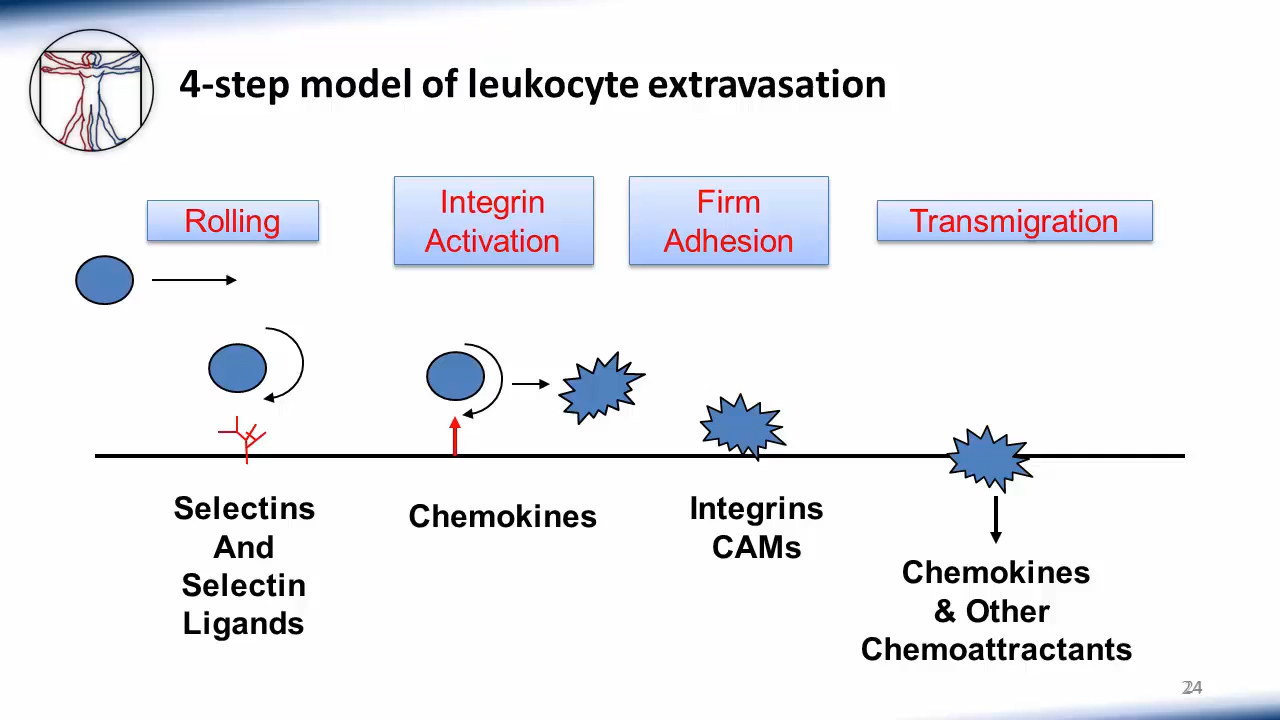 4-step model of leukocyte extravasation
Rolling
Integrin
Activation
Firm
Adhesion
Transmigration
Selectins
And
Selectin
Ligands
Chemokines
Integrins
CAMs
Chemokines
& Other
Chemoattractants